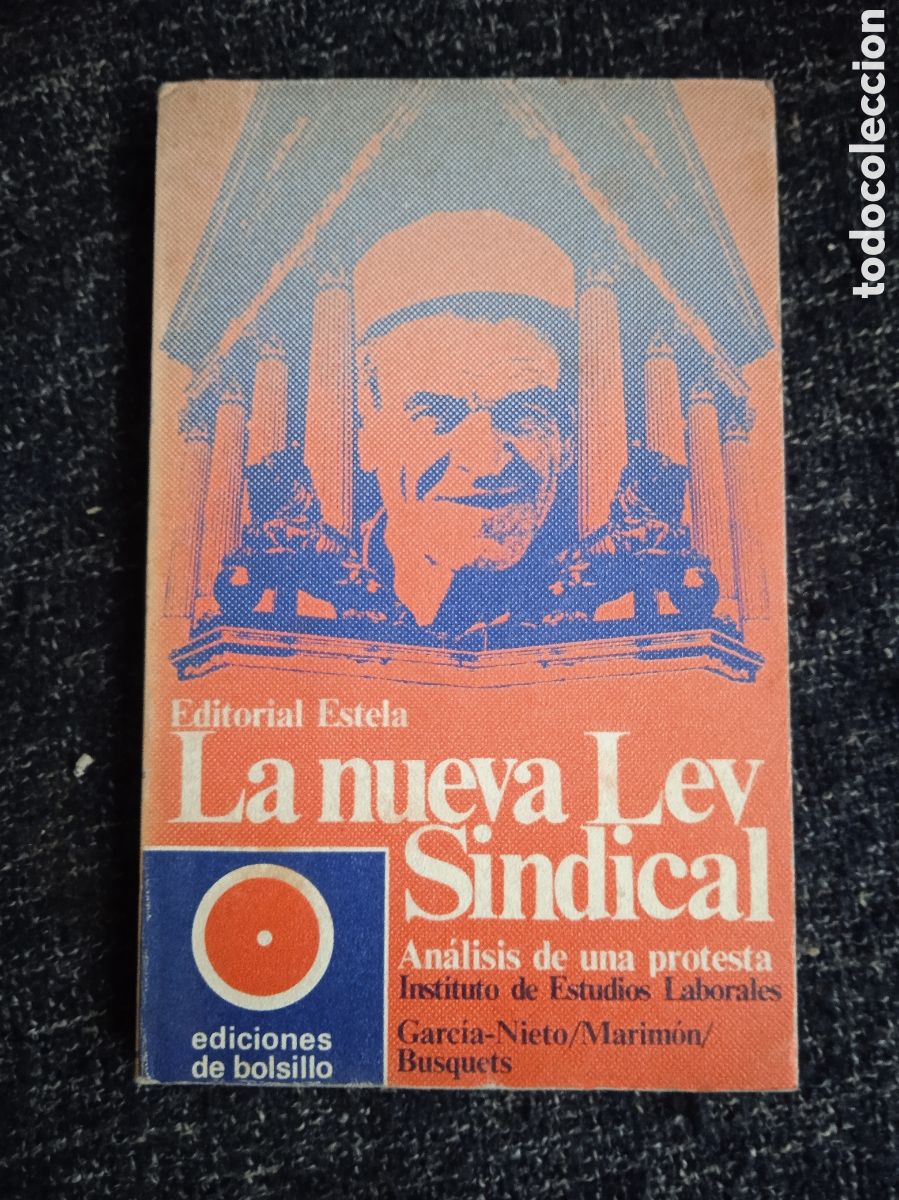 todocoleccion
Editorial Estela
La nueva Ley
Sindical
Análisis de una protesta
Instituto de Estudios Laborales
García-Nieto/Marimón/
Busquets
ediciones
de bolsillo